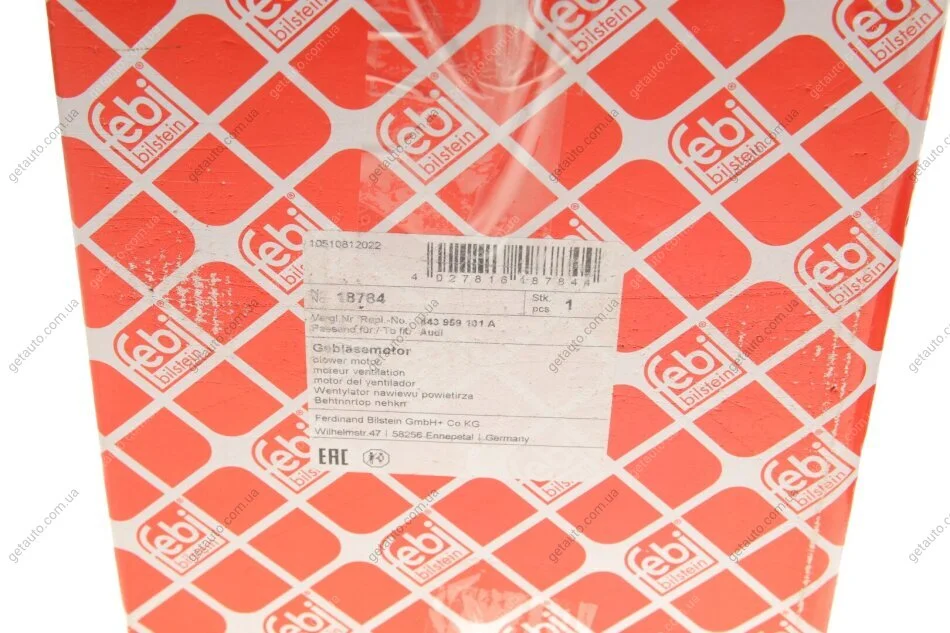 febi
bilstein
10510812022
4 027816 187844
Nr.
No. 18784
Stk.
pcs 1
Vergl.Nr. Repl.-No. 443 959 101 A
Passend für / To fit: Audi
Gebläsemotor
blower motor
moteur ventilation
motor del ventilador
Wentylator nawiewu powietrza
Ferdinand Bilstein GmbH+ Co KG
Wilhelmstr.47 | 58256 Ennepetal | Germany
EAC
getauto.com.ua